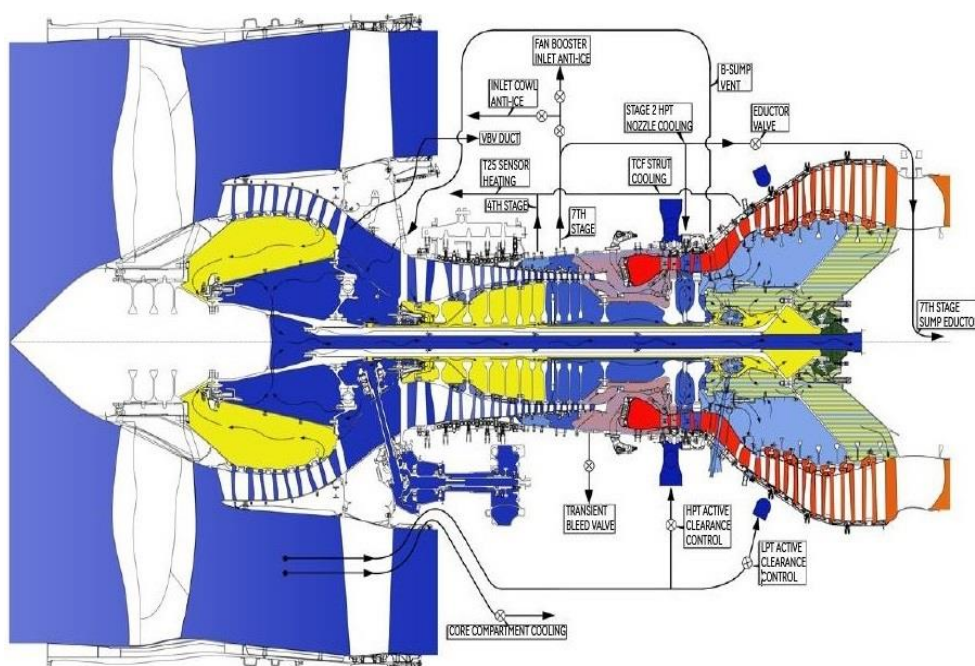 FAN BOOSTER
INLET ANTI-ICE
B-SUMP
VENT
INLET COWL
ANTI-ICE
STAGE 2 HPT
NOZZLE COOLING
EDUCTOR
VALVE
VBV DUCT
T25 SENSOR
HEATING
TCF STRUT
COOLING
4TH STAGE
7TH
STAGE
7TH STAGE
SUMP EDUCTOR
TRANSIENT
BLEED VALVE
HPT ACTIVE
CLEARANCE
CONTROL
LPT ACTIVE
CLEARANCE
CONTROL
CORE COMPARTMENT COOLING